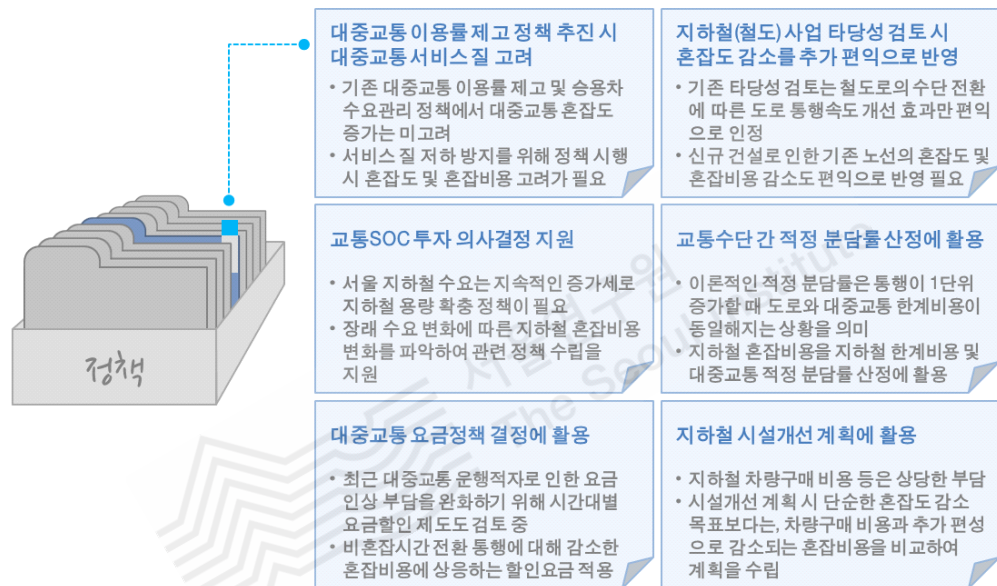 대중교통 이용률 제고 정책 추진 시
대중교통 서비스 질 고려
• 기존 대중교통 이용률 제고 및 승용차
수요관리 정책에서 대중교통 혼잡도
증가는 미고려
• 서비스 질 저하 방지를 위해 정책 시행
시 혼잡도 및 혼잡비용 고려가 필요
지하철(철도) 사업 타당성 검토 시
혼잡도 감소를 추가 편익으로 반영
• 기존 타당성 검토는 철도로의 수단 전환
에 따른 도로 통행속도 개선 효과만 편익
으로 인정
• 신규 건설로 인한 기존 노선의 혼잡도 및
혼잡비용 감소도 편익으로 반영 필요
교통SOC 투자 의사결정 지원
• 서울 지하철 수요는 지속적인 증가세로
지하철 용량 확충 정책이 필요
• 장래 수요 변화에 따른 지하철 혼잡비용
변화를 파악하여 관련 정책 수립을
지원
교통수단 간 적정 분담률 산정에 활용
• 이론적인 적정 분담률은 통행이 1단위
증가할 때 도로와 대중교통 한계비용이
동일해지는 상황을 의미
• 지하철 혼잡비용을 지하철 한계비용 및
대중교통 적정 분담률 산정에 활용
정책
대중교통 요금정책 결정에 활용
• 최근 대중교통 운행적자로 인한 요금
인상 부담을 완화하기 위해 시간대별
요금할인 제도도 검토 중
• 비혼잡시간 전환 통행에 대해 감소한
혼잡비용에 상응하는 할인요금 적용
지하철 시설개선 계획에 활용
• 지하철 차량구매 비용 등은 상당한 부담
• 시설개선 계획 시 단순한 혼잡도 감소
목표보다는, 차량구매 비용과 추가 편성
으로 감소되는 혼잡비용을 비교하여
계획을 수립
서울연구원
The Seoul Institute